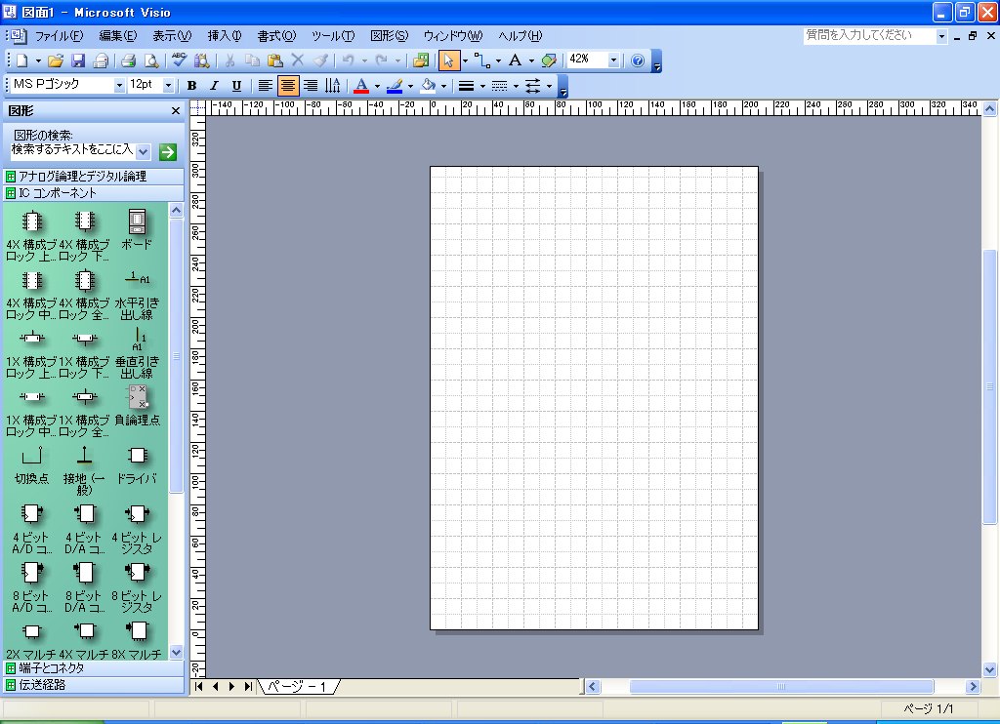 図面1 - Microsoft Visio
ファイル(F) 編集(E) 表示(V) 挿入(I) 書式(O) ツール(T) 図形(S) ウィンドウ(W) ヘルプ(H) 質問を入力してください
42%
MS Pゴシック 12pt B I U
図形
-140 -120 -100 -80 -60 -40 -20 0 20 40 60 80 100 120 140 160 180 200 220 240 260 280 300 320 340
図形の検索:
検索するテキストをここに入
アナログ論理とデジタル論理
IC コンポーネント
4X 構成ブロック 上... 4X 構成ブロック 下... ボード
4X 構成ブロック 中... 4X 構成ブロック 全... 水平引き出し線
1X 構成ブロック 上... 1X 構成ブロック 下... 垂直引き出し線
1X 構成ブロック 中... 1X 構成ブロック 全... 負論理点
切換点 接地 (一般) ドライバ
4 ビット A/D コ... 4 ビット D/A コ... 4 ビット レジスタ
8 ビット A/D コ... 8 ビット D/A コ... 8 ビット レジスタ
2X マルチ 4X マルチ 8X マルチ
端子とコネクタ
伝送経路
320
300
280
260
240
220
200
180
160
140
120
100
80
60
40
20
0
-20
ページ - 1
ページ 1/1